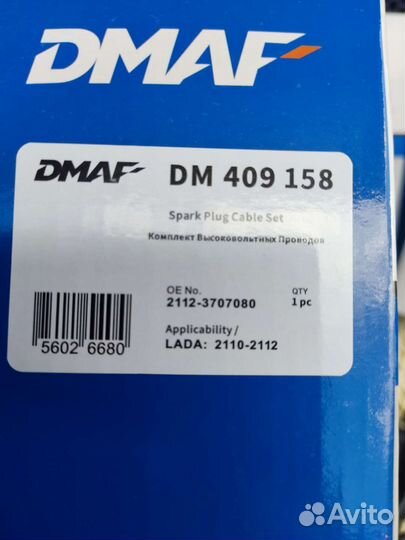 DMAF
DMAF DM 409 158
Spark Plug Cable Set
Комплект Высоковольтных Проводов
OE No. QTY
2112-3707080 1 pc
Applicability /
LADA: 2110-2112
5602 6680
Avito